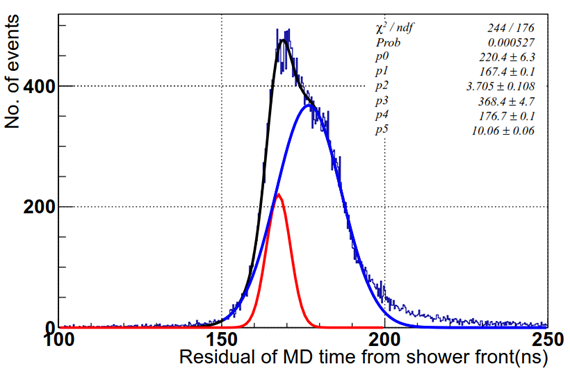 χ² / ndf 244 / 176
Prob 0.000527
p0 220.4 ± 6.3
p1 167.4 ± 0.1
p2 3.705 ± 0.108
p3 368.4 ± 4.7
p4 176.7 ± 0.1
p5 10.06 ± 0.06
No. of events
400
200
0
100 150 200 250
Residual of MD time from shower front(ns)